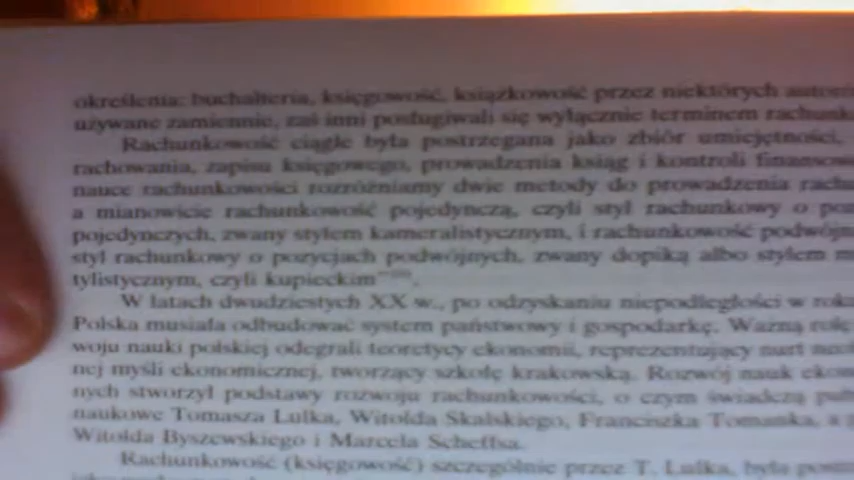 określenia: buchalteria, księgowość, książkowość przez niektórych
używane zamiennie, zaś inni posługiwali się wyłącznie terminem
Rachunkowość ciągle była postrzegana jako zbiór umiejętności,
rachowania, zapisu księgowego, prowadzenia ksiąg i kontroli
nauce rachunkowości rozróżniamy dwie metody do prowadzenia
a mianowicie rachunkowość pojedynczą, czyli styl rachunkowy o
pojedynczych, zwany stylem kameralistycznym, i rachunkowość
styl rachunkowy o pozycjach podwójnych, zwany dopiką albo stylem
tylistycznym, czyli kupieckim"
W latach dwudziestych XX w., po odzyskaniu niepodległości w
Polska musiała odbudować system państwowy i gospodarkę. Ważną
woju nauki polskiej odegrali teoretycy ekonomii, reprezentujący nurt
nej myśli ekonomicznej, tworzący szkołę krakowską. Rozwój nauk
nych stworzył podstawy rozwoju rachunkowości, o czym świadczą
naukowe Tomasza Lulka, Witolda Skalskiego, Franciszka Tomanka, a
Witolda Byszewskiego i Marcela Scheffsa.
Rachunkowość (księgowość) szczególnie przez T. Lulka, była